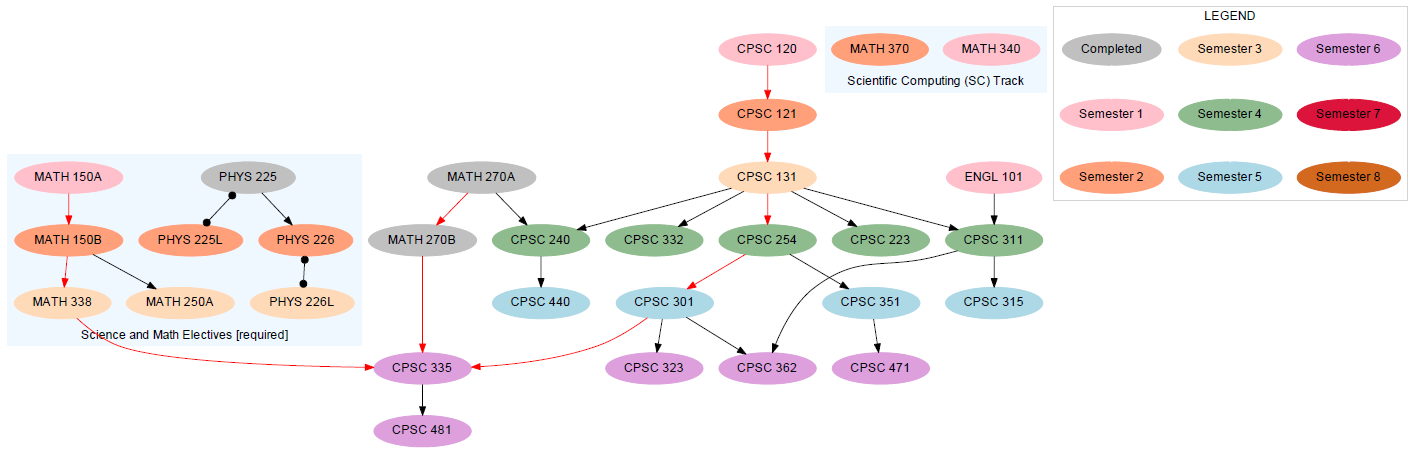 LEGEND
CPSC 120
MATH 370
MATH 340
Completed
Semester 3
Semester 6
Scientific Computing (SC) Track
CPSC 121
Semester 1
Semester 4
Semester 7
MATH 150A
PHYS 225
MATH 270A
CPSC 131
ENGL 101
Semester 2
Semester 5
Semester 8
MATH 150B
PHYS 225L
PHYS 226
MATH 270B
CPSC 240
CPSC 332
CPSC 254
CPSC 223
CPSC 311
MATH 338
MATH 250A
PHYS 226L
CPSC 440
CPSC 301
CPSC 351
CPSC 315
Science and Math Electives [required]
CPSC 335
CPSC 323
CPSC 362
CPSC 471
CPSC 481